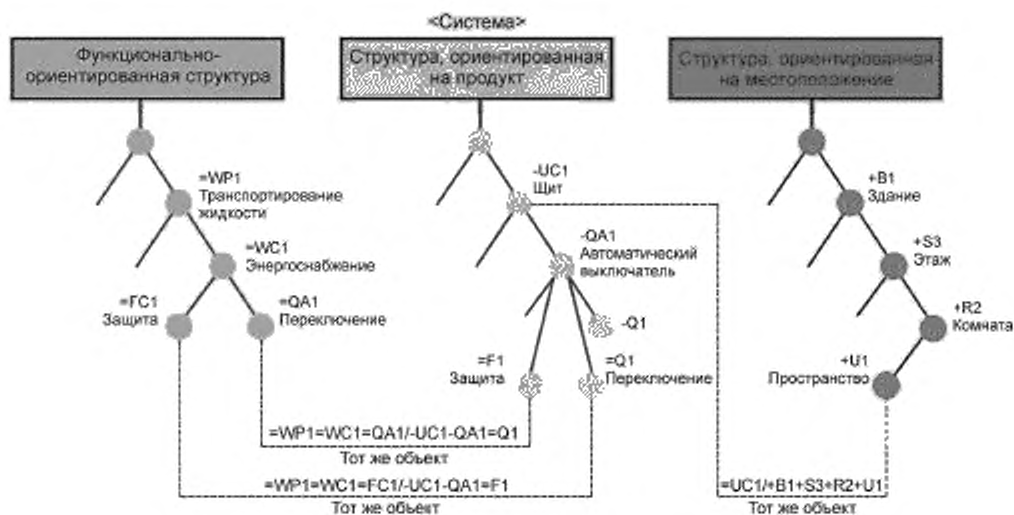 <Система>
Функционально-
ориентированная структура
Структура, ориентированная
на продукт
Структура, ориентированная
на местоположение
=WP1
Транспортирование
жидкости
=WC1
Энергоснабжение
=FC1
Защита
=QA1
Переключение
-UC1
Щит
-QA1
Автоматический
выключатель
-Q1
=F1
Защита
=Q1
Переключение
+B1
Здание
+S3
Этаж
+R2
Комната
+U1
Пространство
=WP1=WC1=QA1/-UC1-QA1=Q1
Тот же объект
=WP1=WC1=FC1/-UC1-QA1=F1
Тот же объект
=UC1/+B1+S3+R2+U1
Тот же объект